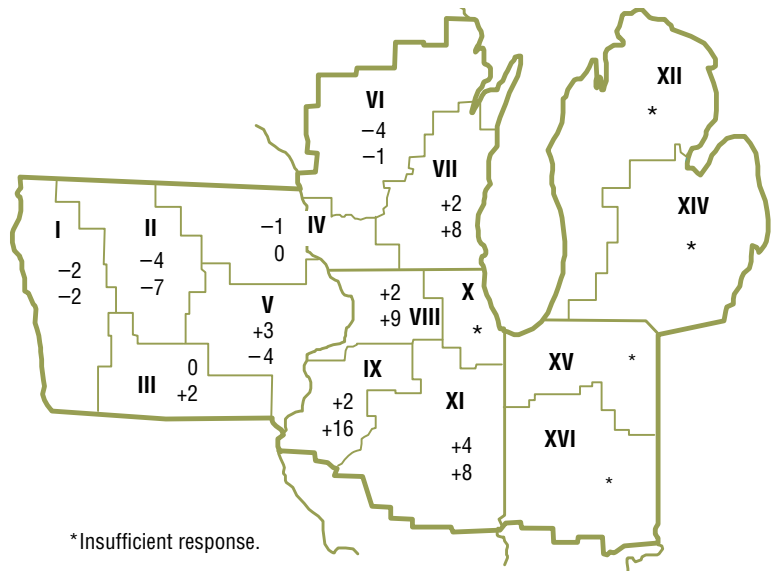 XII
*
VI
−4
−1
VII
+2
+8
XIV
*
I
−2
−2
II
−4
−7
IV
−1
0
V
+3
−4
III
0
+2
VIII
+2
+9
X
*
IX
+2
+16
XI
+4
+8
XV
*
XVI
*
*Insufficient response.